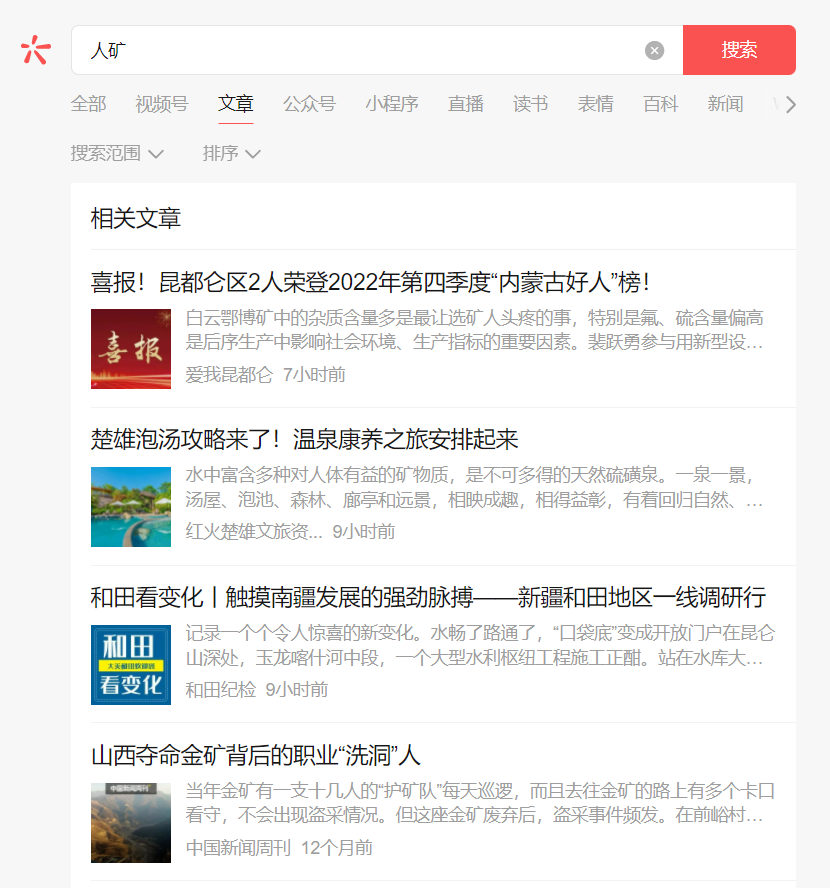 人矿
搜索
全部 视频号 文章 公众号 小程序 直播 读书 表情 百科 新闻
搜索范围 排序
相关文章
喜报！昆都仑区2人荣登2022年第四季度“内蒙古好人”榜！
喜报
白云鄂博矿中的杂质含量多是最让选矿人头疼的事，特别是氟、硫含量偏高
是后序生产中影响社会环境、生产指标的重要因素。裴跃勇参与用新型设…
爱我昆都仑 7小时前
楚雄泡汤攻略来了！温泉康养之旅安排起来
水中富含多种对人体有益的矿物质，是不可多得的天然硫磺泉。一泉一景，
汤屋、泡池、森林、廊亭和远景，相映成趣，相得益彰，有着回归自然、…
红火楚雄文旅资... 9小时前
和田看变化丨触摸南疆发展的强劲脉搏——新疆和田地区一线调研行
和田
看变化
记录一个个令人惊喜的新变化。水畅了路通了，“口袋底”变成开放门户在昆仑
山深处，玉龙喀什河中段，一个大型水利枢纽工程施工正酣。站在水库大…
和田纪检 9小时前
山西夺命金矿背后的职业“洗洞”人
中国新闻周刊
当年金矿有一支十几人的“护矿队”每天巡逻，而且去往金矿的路上有多个卡口
看守，不会出现盗采情况。但这座金矿废弃后，盗采事件频发。在前峪村…
中国新闻周刊 12个月前